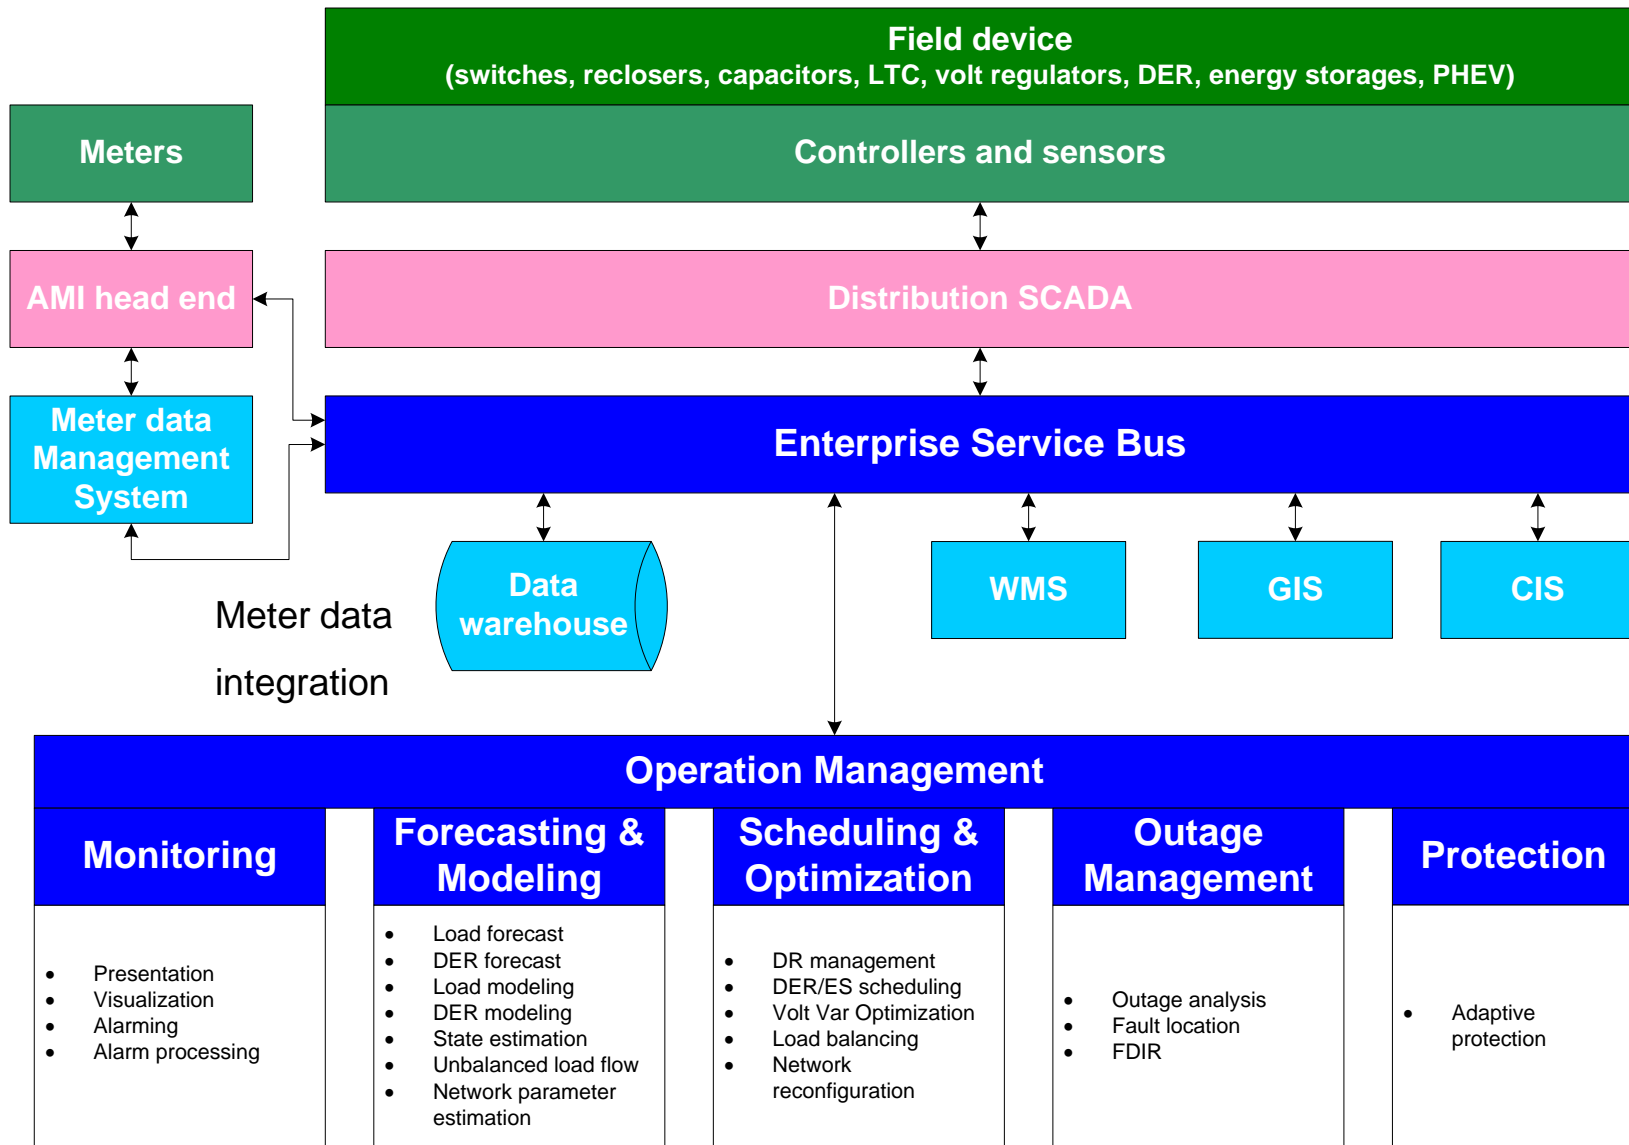 Field device
(switches, reclosers, capacitors, LTC, volt regulators, DER, energy storages, PHEV)
Meters
Controllers and sensors
AMI head end
Distribution SCADA
Meter data
Management
System
Enterprise Service Bus
Data
warehouse
WMS
GIS
CIS
Meter data
integration
Operation Management
Monitoring
• Presentation
• Visualization
• Alarming
• Alarm processing
Forecasting &
Modeling
• Load forecast
• DER forecast
• Load modeling
• DER modeling
• State estimation
• Unbalanced load flow
• Network parameter
estimation
Scheduling &
Optimization
• DR management
• DER/ES scheduling
• Volt Var Optimization
• Load balancing
• Network
reconfiguration
Outage
Management
• Outage analysis
• Fault location
• FDIR
Protection
• Adaptive
protection